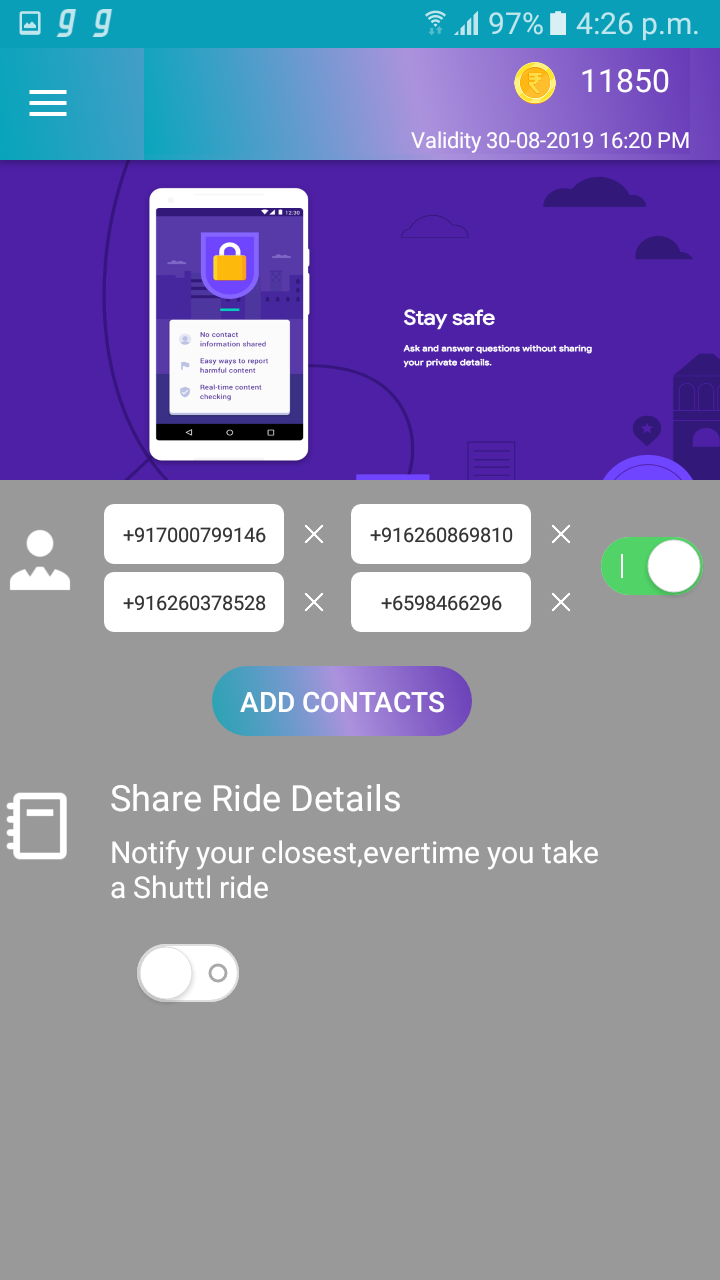 g g 97% 4:26 p.m.
11850
Validity 30-08-2019 16:20 PM
12:30
No contact
information shared
Easy ways to report
harmful content
Real-time content
checking
Stay safe
Ask and answer questions without sharing
your private details.
+917000799146 +916260869810
+916260378528 +6598466296
ADD CONTACTS
Share Ride Details
Notify your closest,evertime you take
a Shuttl ride